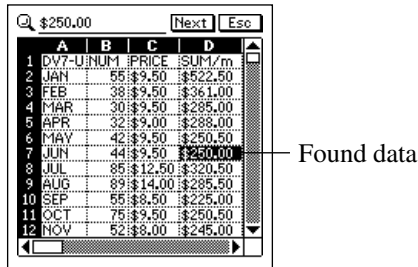 $250.00 Next Esc
A B C D
1 DV7-U NUM PRICE SUM/m
2 JAN 55 $9.50 $522.50
3 FEB 38 $9.50 $361.00
4 MAR 30 $9.50 $285.00
5 APR 32 $9.00 $288.00
6 MAY 42 $9.50 $250.50
7 JUN 44 $9.50 $250.00 Found data
8 JUL 85 $12.50 $320.50
9 AUG 89 $14.00 $285.50
10 SEP 55 $8.50 $225.00
11 OCT 75 $9.50 $250.50
12 NOV 52 $8.00 $245.00